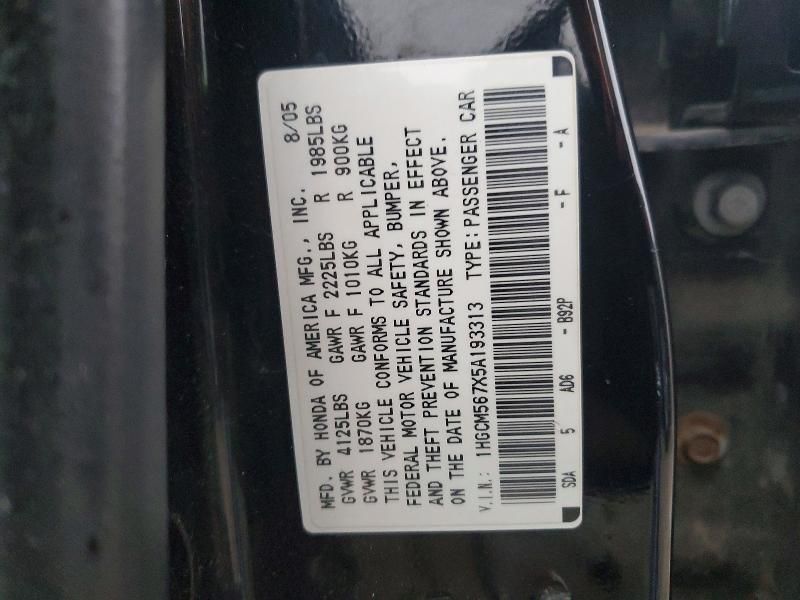 MFD. BY HONDA OF AMERICA MFG., INC. 8/05
GVWR 4125LBS GAWR F 2225LBS R 1985LBS
GVWR 1870KG GAWR F 1010KG R 900KG
THIS VEHICLE CONFORMS TO ALL APPLICABLE
FEDERAL MOTOR VEHICLE SAFETY, BUMPER,
AND THEFT PREVENTION STANDARDS IN EFFECT
ON THE DATE OF MANUFACTURE SHOWN ABOVE.
V.I.N.: 1HGCM567X5A193313 TYPE: PASSENGER CAR
SDA 5 AD6 - B92P - F - A